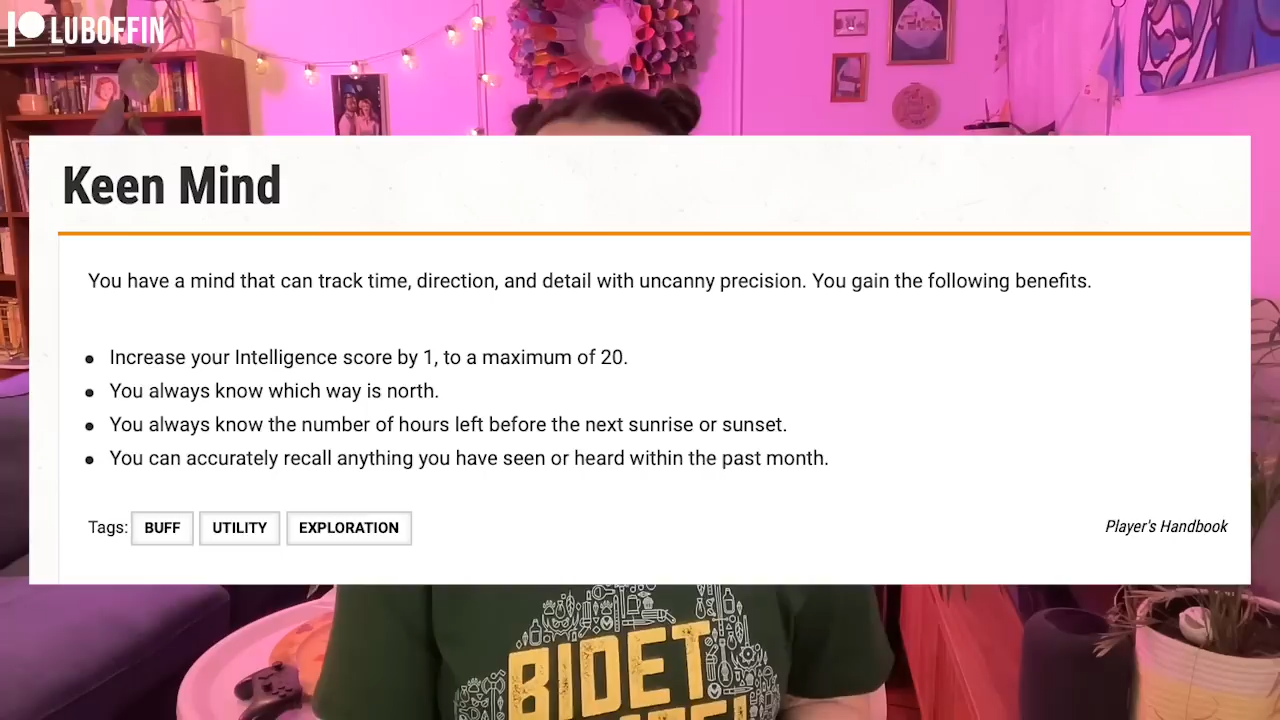 LUBOFFIN
Keen Mind
You have a mind that can track time, direction, and detail with uncanny precision. You gain the following benefits.
• Increase your Intelligence score by 1, to a maximum of 20.
• You always know which way is north.
• You always know the number of hours left before the next sunrise or sunset.
• You can accurately recall anything you have seen or heard within the past month.
Tags: BUFF UTILITY EXPLORATION
Player's Handbook
BIDET